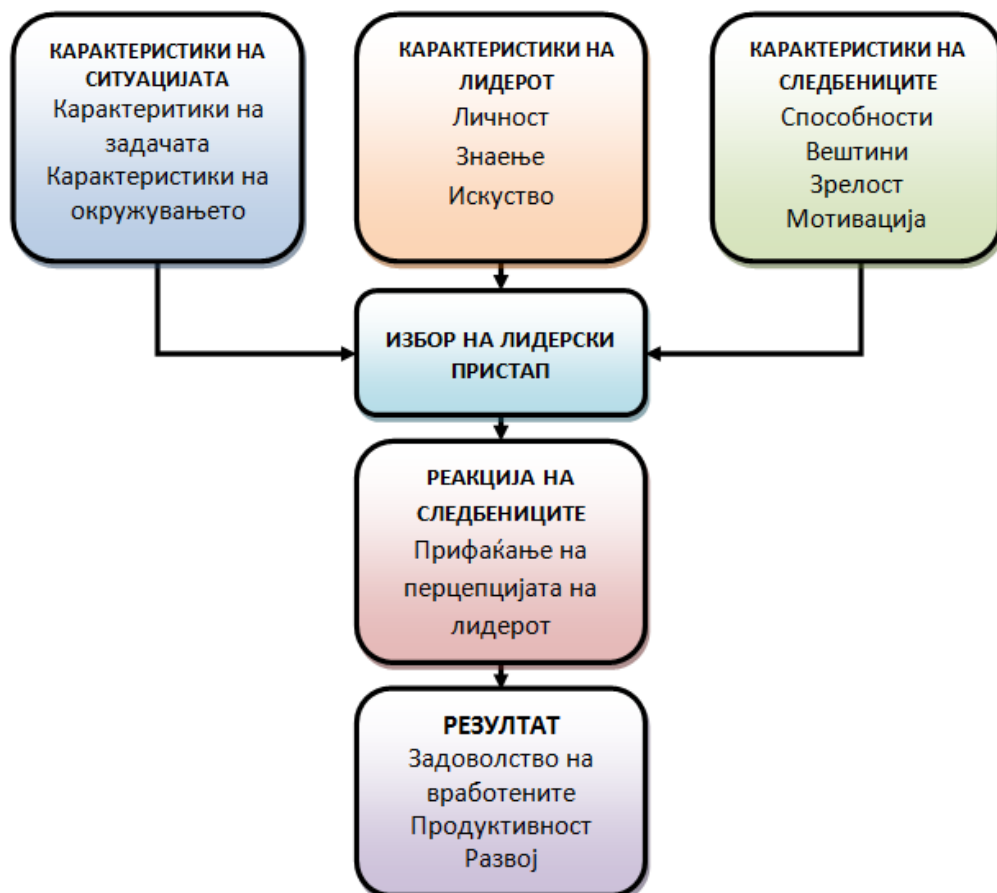 КАРАКТЕРИСТИКИ НА
СИТУАЦИЈАТА
Карактеритики на
задачата
Карактеристики на
окружувањето
КАРАКТЕРИСТИКИ НА
ЛИДЕРОТ
Личност
Знаење
Искуство
КАРАКТЕРИСТИКИ НА
СЛЕДБЕНИЦИТЕ
Способности
Вештини
Зрелост
Мотивација
ИЗБОР НА ЛИДЕРСКИ
ПРИСТАП
РЕАКЦИЈА НА
СЛЕДБЕНИЦИТЕ
Прифаќање на
перцепцијата на
лидерот
РЕЗУЛТАТ
Задоволство на
вработените
Продуктивност
Развој